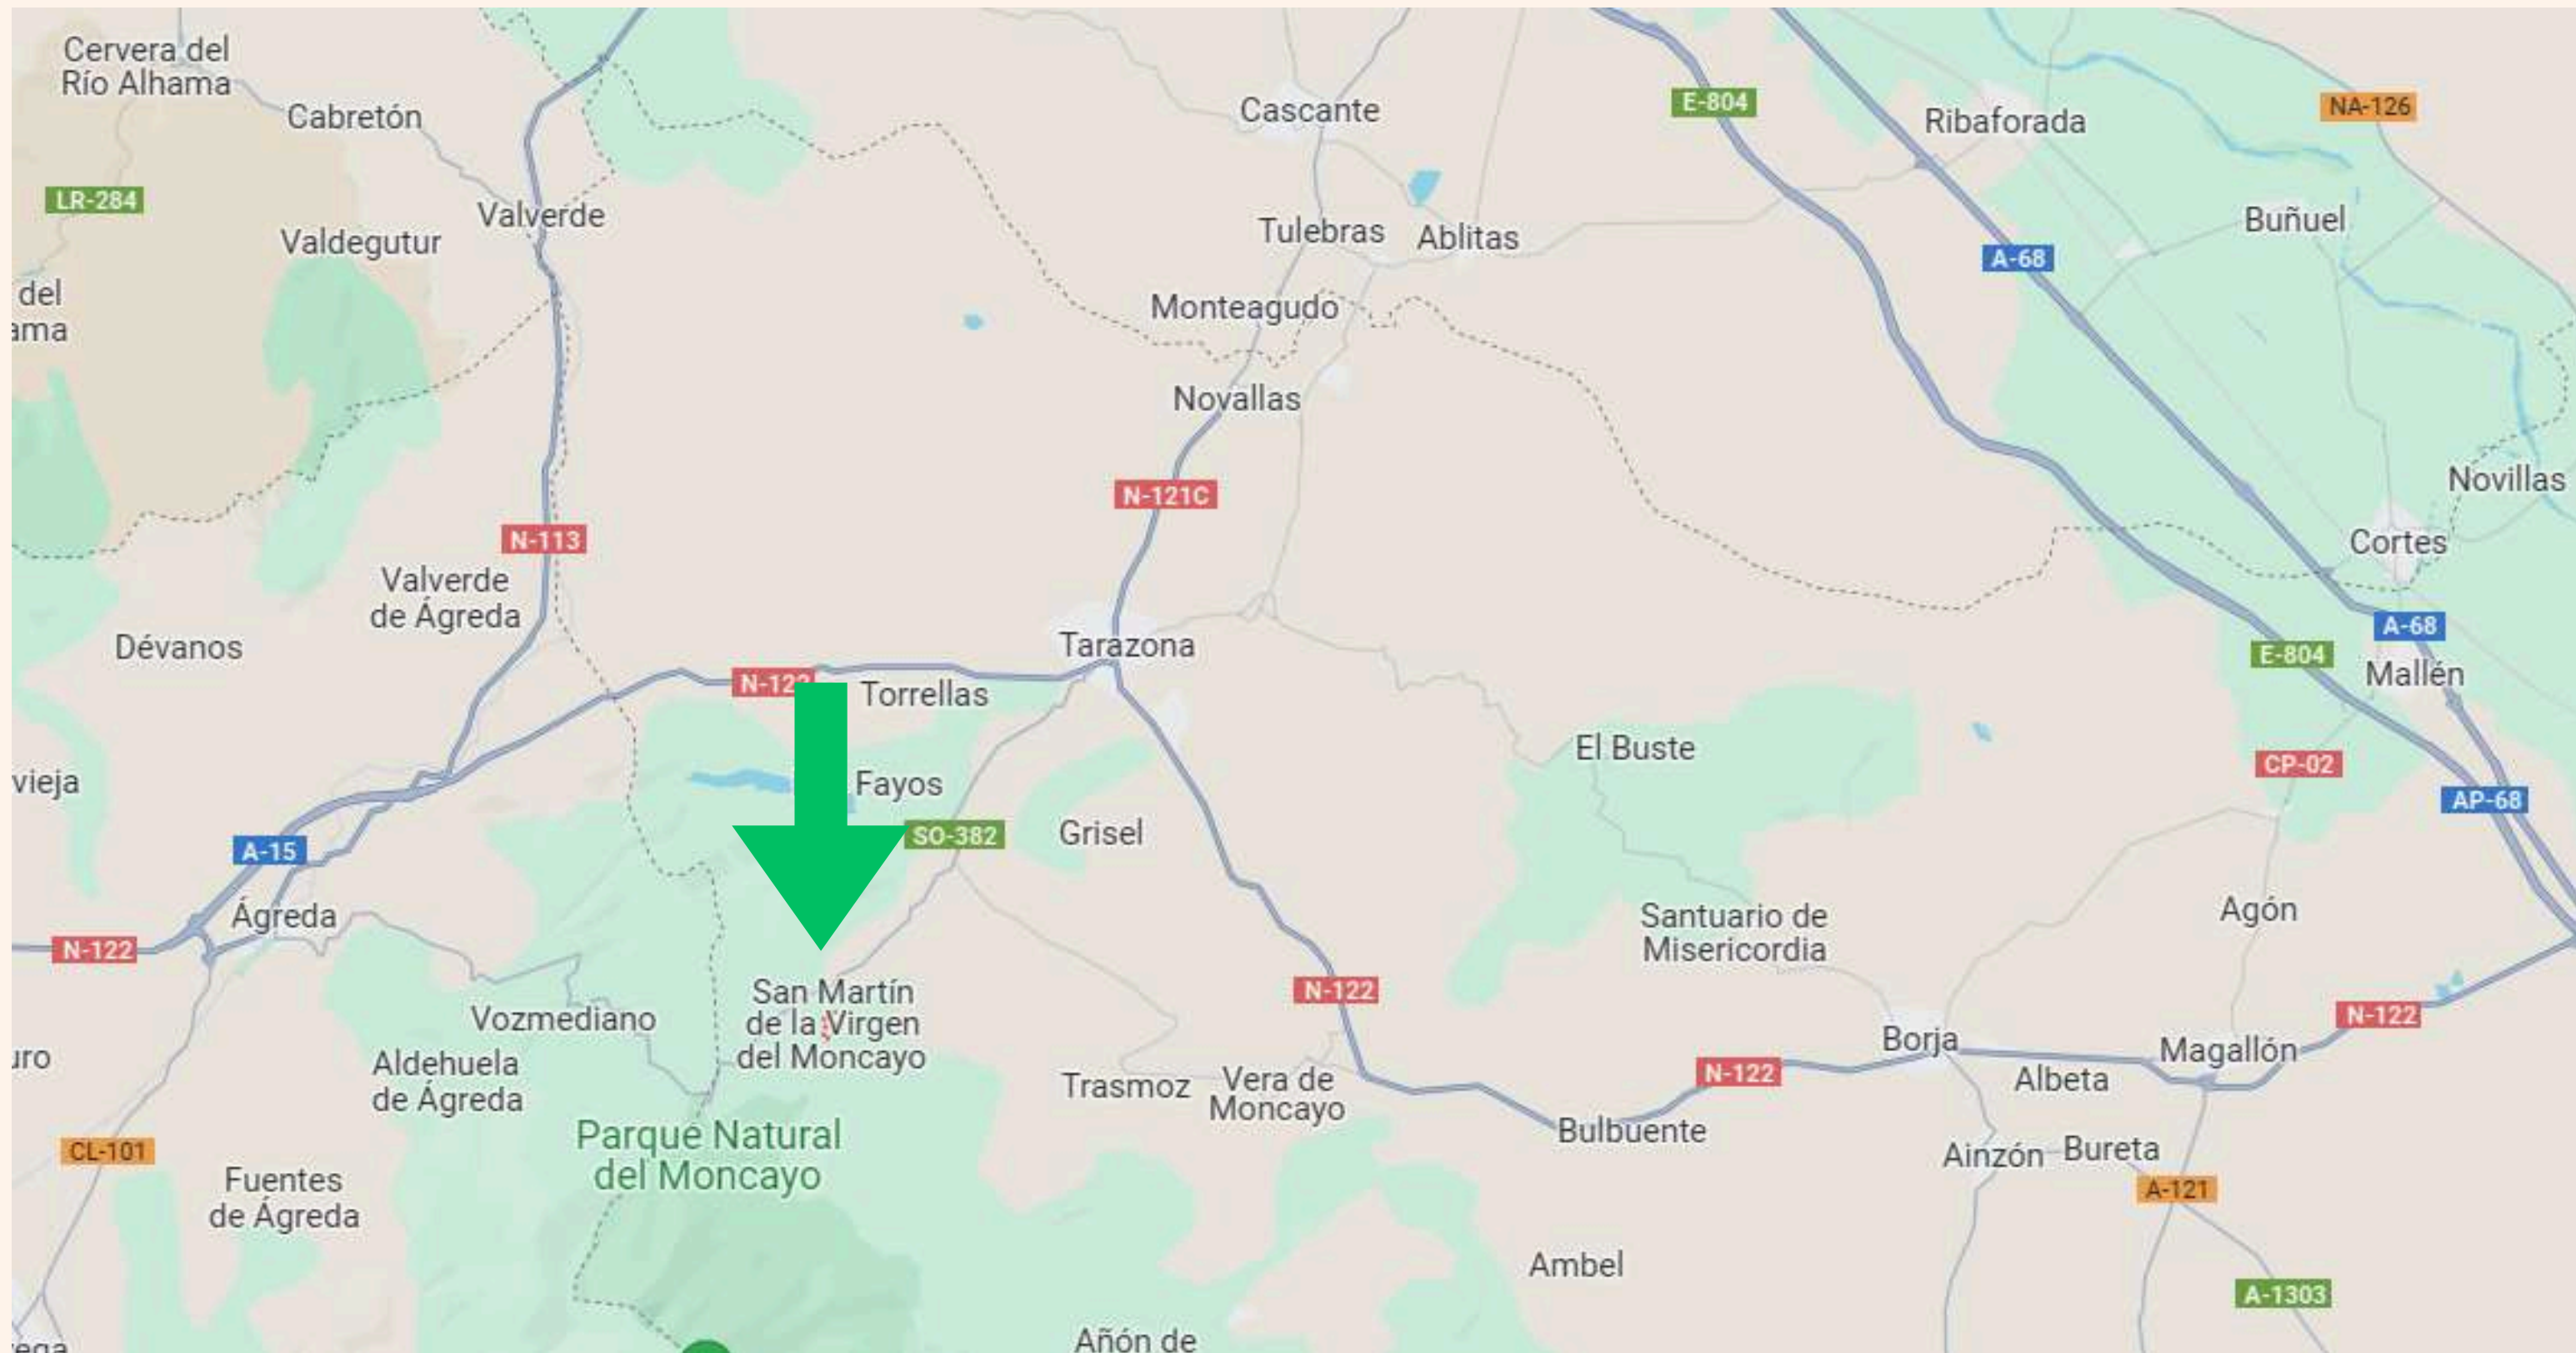 Cervera del
Río Alhama
Cabretón
LR-284
Valdegutur
Valverde
Cascante
E-804
Ribaforada
NA-126
Tulebras
Ablitas
A-68
Buñuel
del
Monteagudo
Novallas
N-121C
Novillas
N-113
Cortes
Valverde
de Ágreda
Dévanos
Tarazona
A-68
E-804
Mallén
N-122
Torrellas
El Buste
CP-02
Fayos
AP-68
SO-382
Grisel
A-15
Ágreda
N-122
Santuario de
Misericordia
Agón
San Martín
de la Virgen
del Moncayo
N-122
N-122
Vozmediano
Borja
Magallón
Aldehuela
de Ágreda
Trasmoz
Vera de
Moncayo
N-122
Albeta
Parque Natural
del Moncayo
Bulbuente
CL-101
Ainzón
Bureta
Fuentes
de Ágreda
A-121
Ambel
A-1303
Añón de